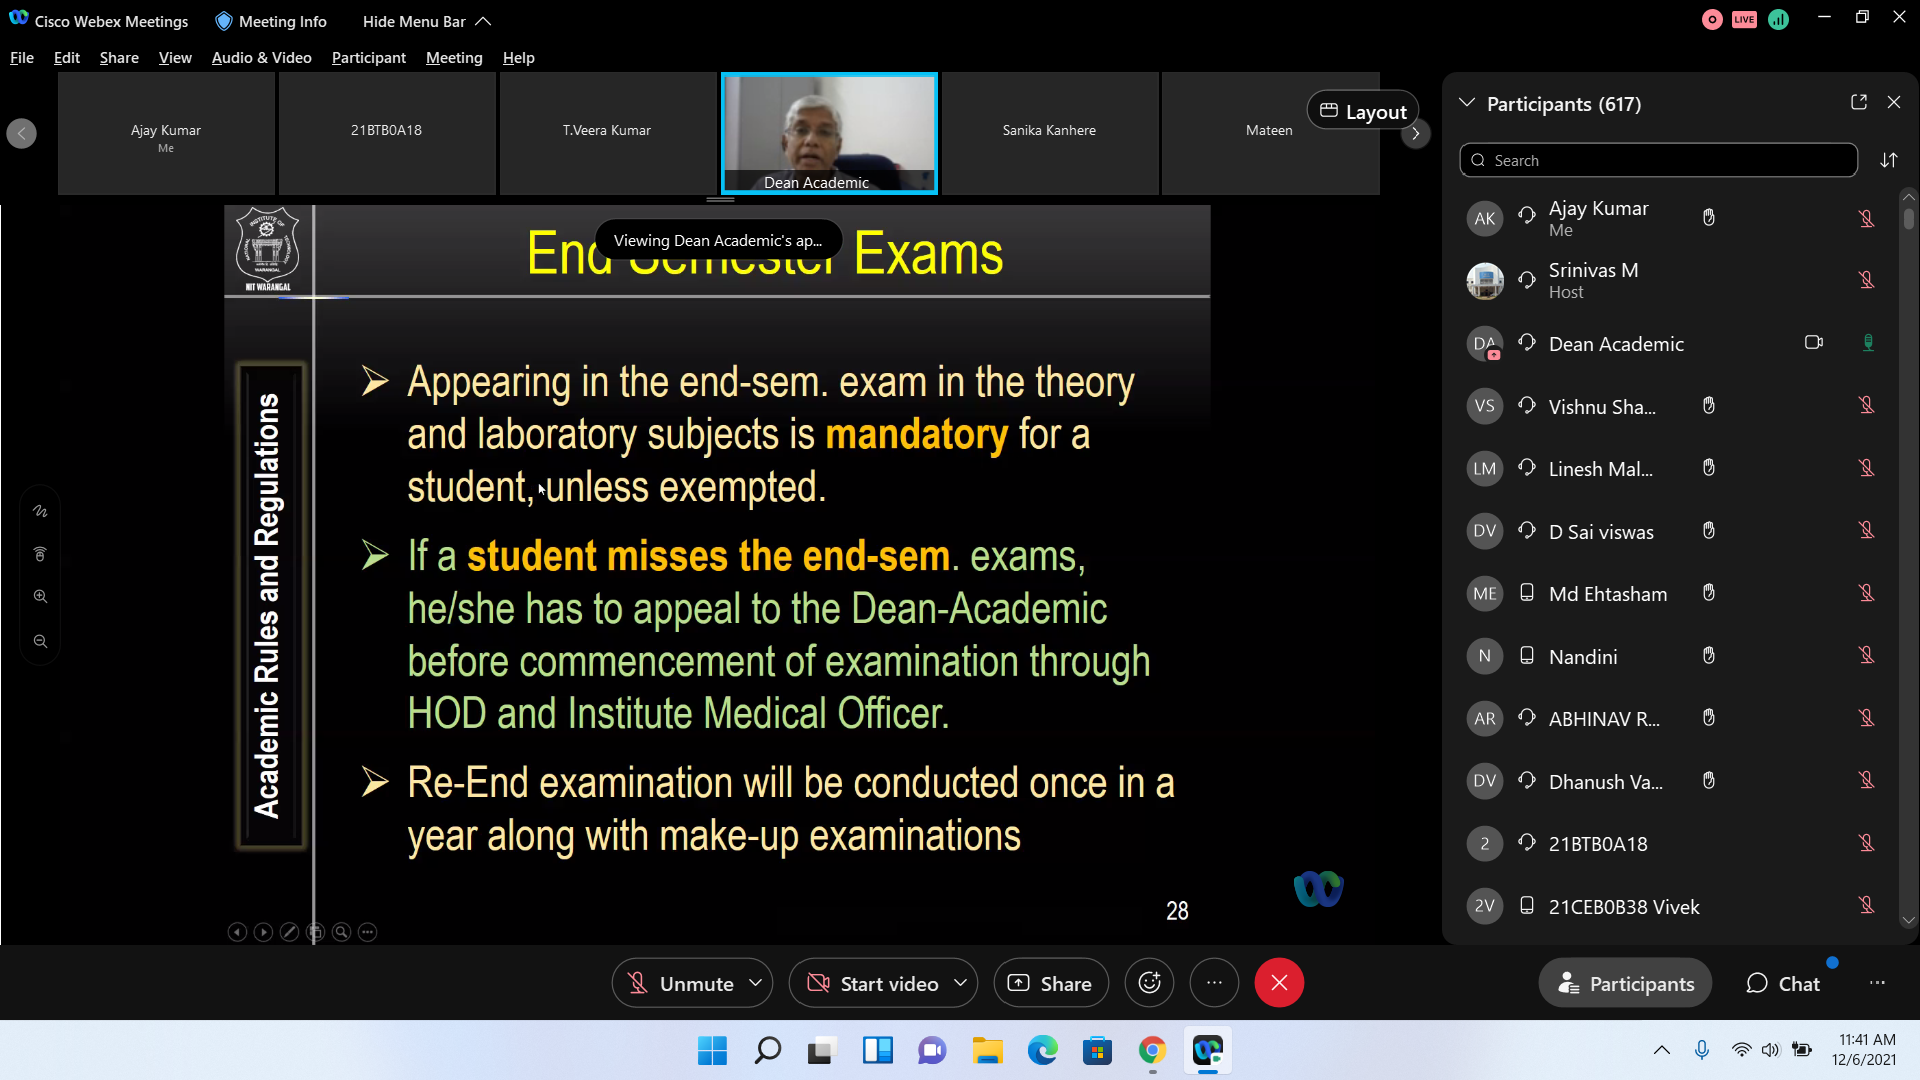 Cisco Webex Meetings
Meeting Info
Hide Menu Bar
LIVE
File Edit Share View Audio & Video Participant Meeting Help
Ajay Kumar
Me
21BTB0A18
T.Veera Kumar
Dean Academic
Sanika Kanhere
Mateen
Layout
Participants (617)
Search
Viewing Dean Academic's ap...
End Semester Exams
INSTITUTE OF
NATIONAL
TECHNOLOGY
WARANGAL
NIT WARANGAL
Academic Rules and Regulations
Appearing in the end-sem. exam in the theory
and laboratory subjects is mandatory for a
student, unless exempted.
If a student misses the end-sem. exams,
he/she has to appeal to the Dean-Academic
before commencement of examination through
HOD and Institute Medical Officer.
Re-End examination will be conducted once in a
year along with make-up examinations
28
AK Ajay Kumar
Me
Srinivas M
Host
DA Dean Academic
VS Vishnu Sha...
LM Linesh Mal...
DV D Sai viswas
ME Md Ehtasham
N Nandini
AR ABHINAV R...
DV Dhanush Va...
2 21BTB0A18
2V 21CEB0B38 Vivek
Unmute
Start video
Share
Participants
Chat
11:41 AM
12/6/2021